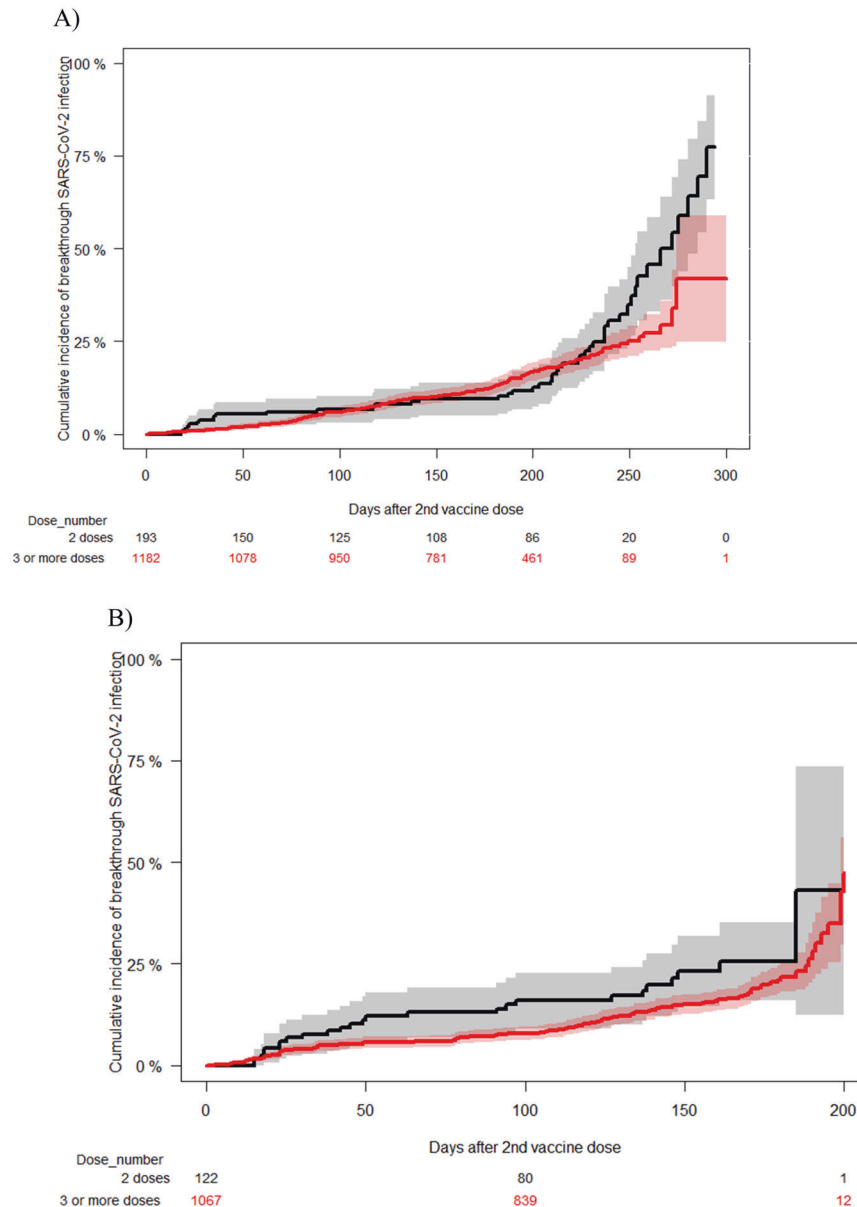 A)
Cumulative incidence of breakthrough SARS-CoV-2 infection
100 %
75 %
50 %
25 %
0 %
0 50 100 150 200 250 300
Days after 2nd vaccine dose
Dose_number
2 doses 193 150 125 108 86 20 0
3 or more doses 1182 1078 950 781 461 89 1
B)
Cumulative incidence of breakthrough SARS-CoV-2 infection
100 %
75 %
50 %
25 %
0 %
0 50 100 150 200
Days after 2nd vaccine dose
Dose_number
2 doses 122 80 1
3 or more doses 1067 839 12